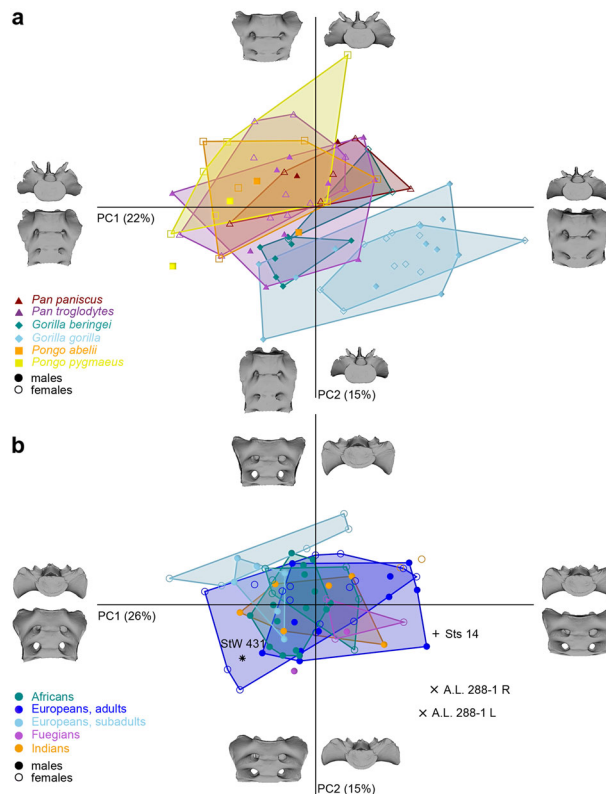 a
PC1 (22%)
Pan paniscus
Pan troglodytes
Gorilla beringei
Gorilla gorilla
Pongo abelii
Pongo pygmaeus
males
females
PC2 (15%)
b
PC1 (26%)
StW 431
Sts 14
A.L. 288-1 R
A.L. 288-1 L
Africans
Europeans, adults
Europeans, subadults
Fuegians
Indians
males
females
PC2 (15%)